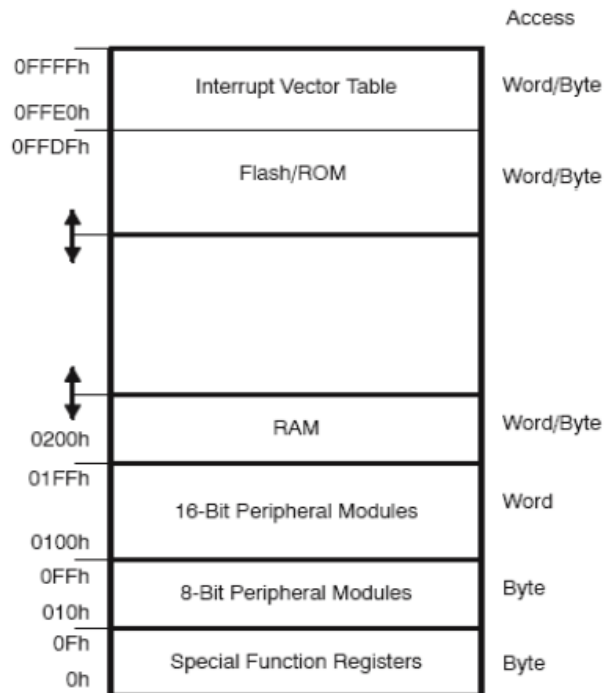 Access
0FFFFh
Interrupt Vector Table
Word/Byte
0FFE0h
0FFDFh
Flash/ROM
Word/Byte
RAM
Word/Byte
0200h
01FFh
16-Bit Peripheral Modules
Word
0100h
0FFh
8-Bit Peripheral Modules
Byte
010h
0Fh
Special Function Registers
Byte
0h